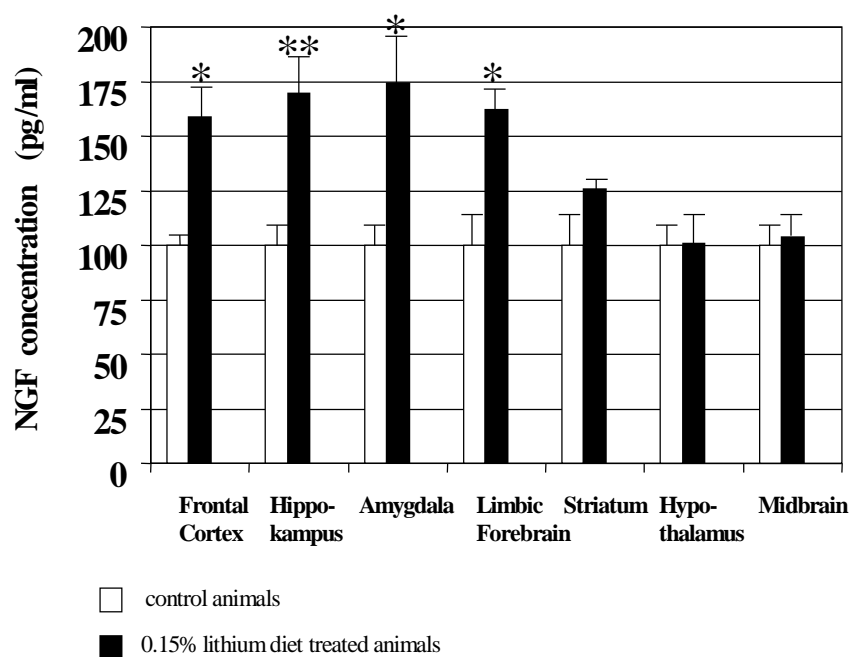 NGF concentration (pg/ml)
200
175
150
125
100
75
50
25
0
* ** * *
Frontal Cortex
Hippo-
kampus
Amygdala
Limbic
Forebrain
Striatum
Hypo-
thalamus
Midbrain
control animals
0.15% lithium diet treated animals